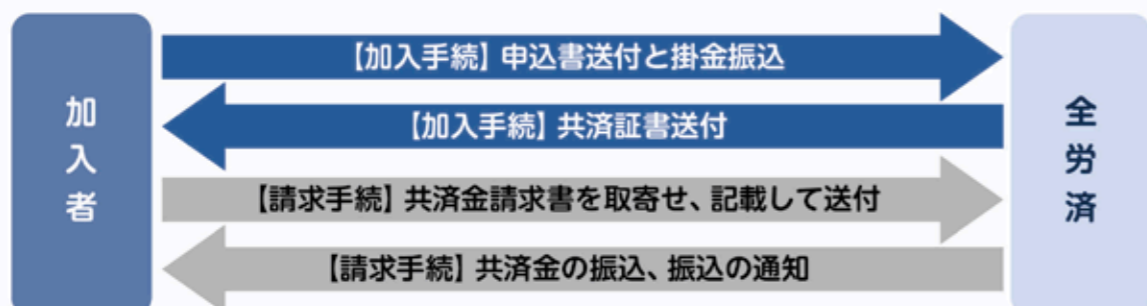 加入者
【加入手続】申込書送付と掛金振込
【加入手続】共済証書送付
【請求手続】共済金請求書を取寄せ、記載して送付
【請求手続】共済金の振込、振込の通知
全労済